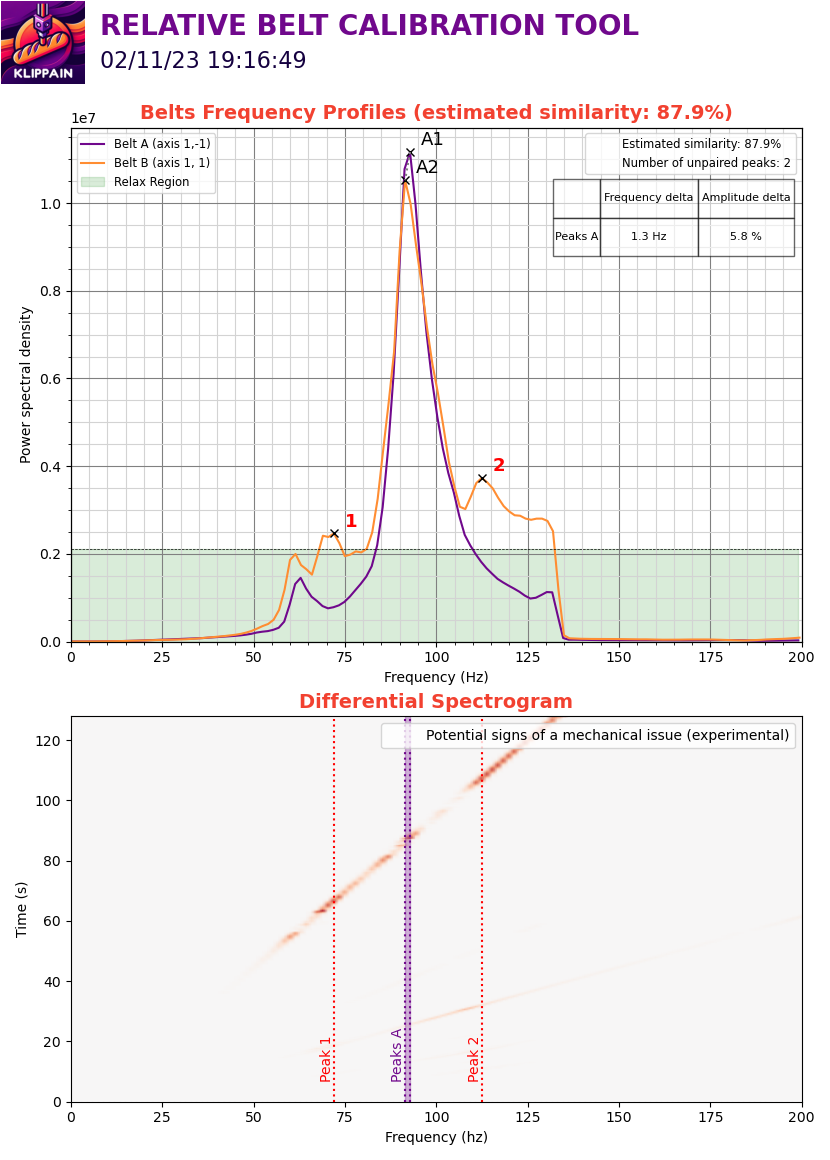 KLIPPAIN
RELATIVE BELT CALIBRATION TOOL
02/11/23 19:16:49
Belts Frequency Profiles (estimated similarity: 87.9%)
1e7
Belt A (axis 1,-1)
Belt B (axis 1, 1)
Relax Region
A1
A2
Estimated similarity: 87.9%
Number of unpaired peaks: 2
Frequency delta Amplitude delta
Peaks A 1.3 Hz 5.8 %
1
2
Power spectral density
1.0
0.8
0.6
0.4
0.2
0.0
0 25 50 75 100 125 150 175 200
Frequency (Hz)
Differential Spectrogram
Potential signs of a mechanical issue (experimental)
Time (s)
120
100
80
60
40
20
0
Peak 1
Peaks A
Peak 2
0 25 50 75 100 125 150 175 200
Frequency (hz)